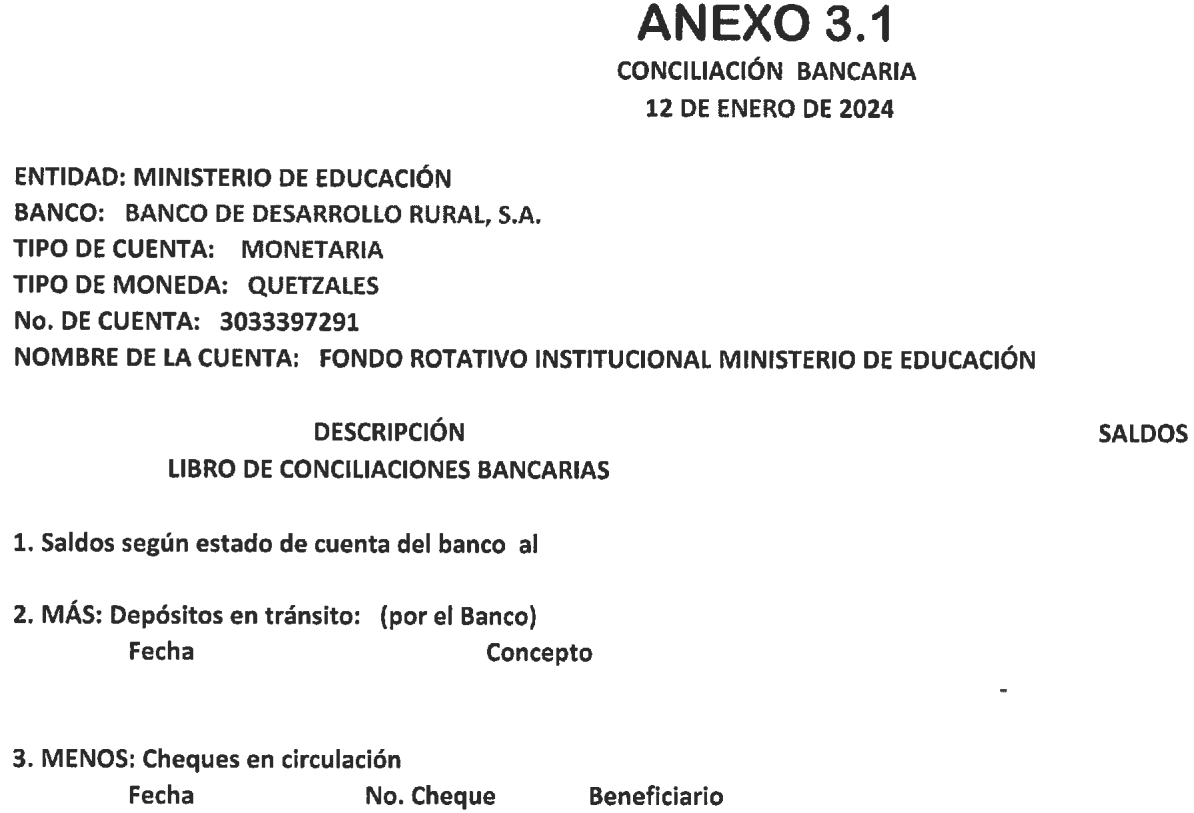 ANEXO 3.1
CONCILIACIÓN BANCARIA
12 DE ENERO DE 2024
ENTIDAD: MINISTERIO DE EDUCACIÓN
BANCO: BANCO DE DESARROLLO RURAL, S.A.
TIPO DE CUENTA: MONETARIA
TIPO DE MONEDA: QUETZALES
No. DE CUENTA: 3033397291
NOMBRE DE LA CUENTA: FONDO ROTATIVO INSTITUCIONAL MINISTERIO DE EDUCACIÓN
DESCRIPCIÓN SALDOS
LIBRO DE CONCILIACIONES BANCARIAS
1. Saldos según estado de cuenta del banco al
2. MÁS: Depósitos en tránsito: (por el Banco)
Fecha Concepto
-
3. MENOS: Cheques en circulación
Fecha No. Cheque Beneficiario